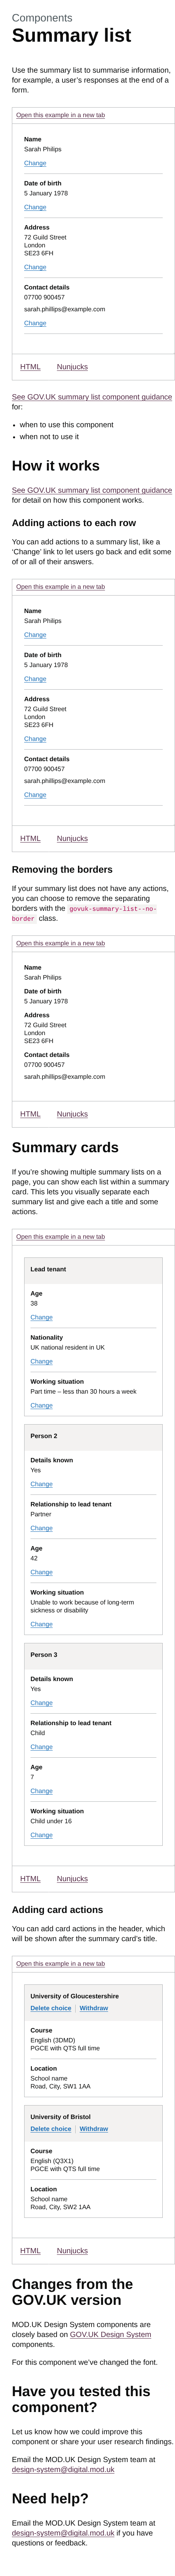 Components
Summary list
Use the summary list to summarise information,
for example, a user’s responses at the end of a
form.
Open this example in a new tab
Name
Sarah Philips
Change
Date of birth
5 January 1978
Change
Address
72 Guild Street
London
SE23 6FH
Change
Contact details
07700 900457
sarah.phillips@example.com
Change
HTML Nunjucks
See GOV.UK summary list component guidance
for:
• when to use this component
• when not to use it
How it works
See GOV.UK summary list component guidance
for detail on how this component works.
Adding actions to each row
You can add actions to a summary list, like a
‘Change’ link to let users go back and edit some
of or all of their answers.
Open this example in a new tab
Name
Sarah Philips
Change
Date of birth
5 January 1978
Change
Address
72 Guild Street
London
SE23 6FH
Change
Contact details
07700 900457
sarah.phillips@example.com
Change
HTML Nunjucks
Removing the borders
If your summary list does not have any actions,
you can choose to remove the separating
borders with the govuk-summary-list--no-
border class.
Open this example in a new tab
Name
Sarah Philips
Date of birth
5 January 1978
Address
72 Guild Street
London
SE23 6FH
Contact details
07700 900457
sarah.phillips@example.com
HTML Nunjucks
Summary cards
If you’re showing multiple summary lists on a
page, you can show each list within a summary
card. This lets you visually separate each
summary list and give each a title and some
actions.
Open this example in a new tab
Lead tenant
Age
38
Change
Nationality
UK national resident in UK
Change
Working situation
Part time – less than 30 hours a week
Change
Person 2
Details known
Yes
Change
Relationship to lead tenant
Partner
Change
Age
42
Change
Working situation
Unable to work because of long-term
sickness or disability
Change
Person 3
Details known
Yes
Change
Relationship to lead tenant
Child
Change
Age
7
Change
Working situation
Child under 16
Change
HTML Nunjucks
Adding card actions
You can add card actions in the header, which
will be shown after the summary card’s title.
Open this example in a new tab
University of Gloucestershire
Delete choice Withdraw
Course
English (3DMD)
PGCE with QTS full time
Location
School name
Road, City, SW1 1AA
University of Bristol
Delete choice Withdraw
Course
English (Q3X1)
PGCE with QTS full time
Location
School name
Road, City, SW2 1AA
HTML Nunjucks
Changes from the
GOV.UK version
MOD.UK Design System components are
closely based on GOV.UK Design System
components.
For this component we’ve changed the font.
Have you tested this
component?
Let us know how we could improve this
component or share your user research findings.
Email the MOD.UK Design System team at
design-system@digital.mod.uk
Need help?
Email the MOD.UK Design System team at
design-system@digital.mod.uk if you have
questions or feedback.